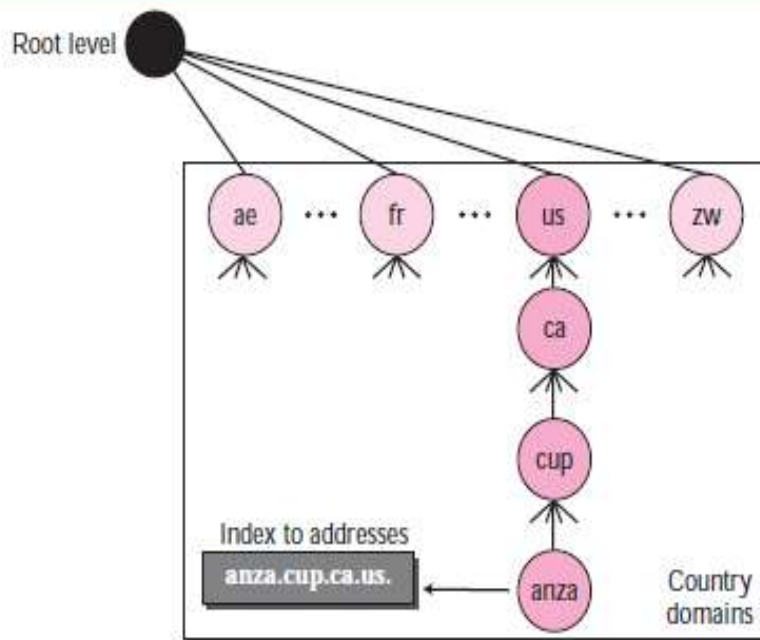 Root level
ae ... fr ... us ... zw
ca
cup
Index to addresses
anza.cup.ca.us.
anza
Country
domains